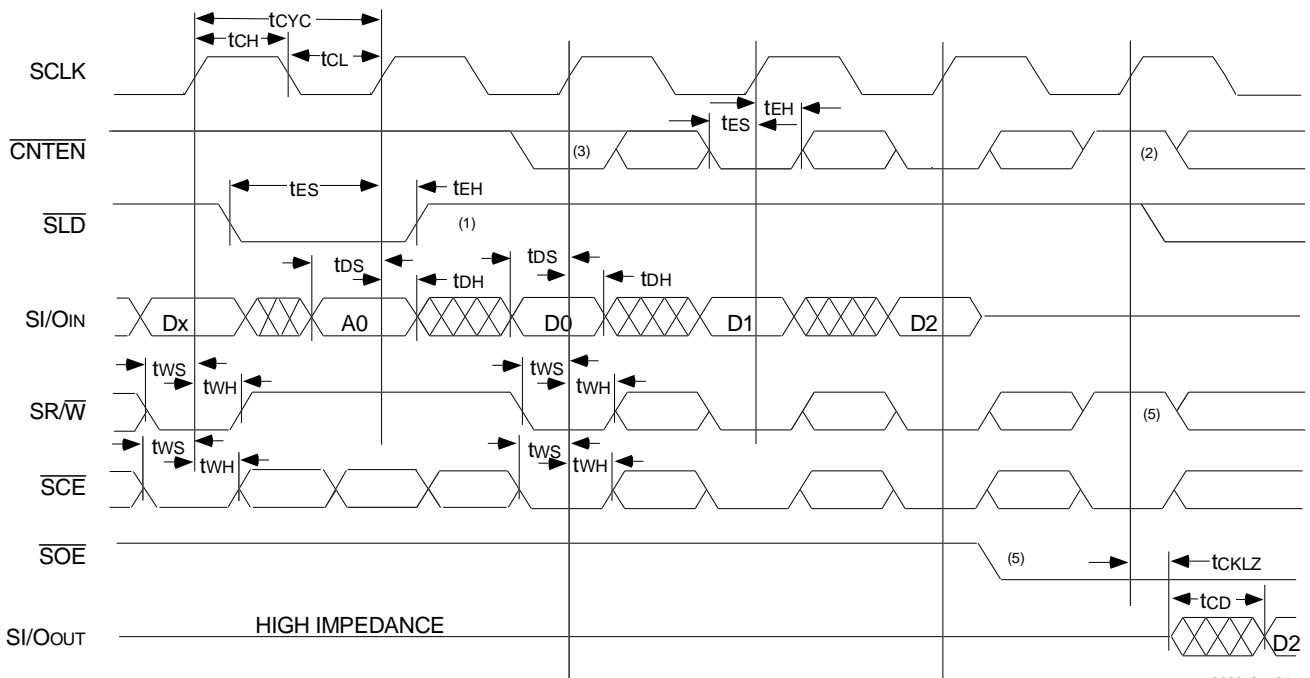 tCYC
tCH
tCL
SCLK
tEH
tES
CNTEN
(3)
(2)
tES
tEH
SLD
(1)
tDS
tDH
tDS
tDH
SI/OIN
Dx
A0
D0
D1
D2
tWS
tWH
tWS
tWH
SR/W
(5)
tWS
tWH
tWS
tWH
SCE
SOE
(5)
tCKLZ
tCD
HIGH IMPEDANCE
SI/OOUT
D2